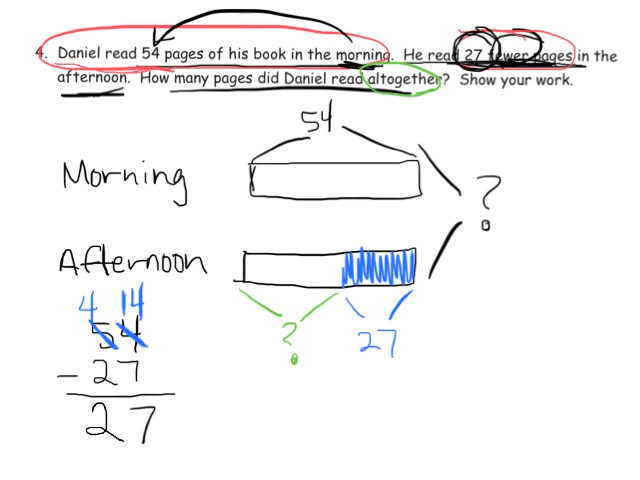 4. Daniel read 54 pages of his book in the morning. He read 27 fewer pages in the
afternoon. How many pages did Daniel read altogether? Show your work.
54
Morning
?
Afternoon
4 14
54
- 27
27
?
27